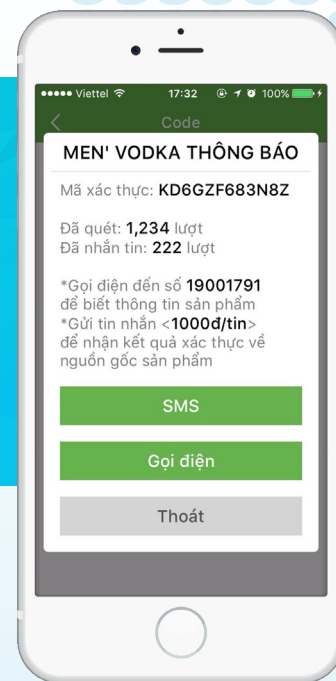 Viettel 17:32 100%
Code
MEN' VODKA THÔNG BÁO
Mã xác thực: KD6GZF683N8Z
Đã quét: 1,234 lượt
Đã nhắn tin: 222 lượt
*Gọi điện đến số 19001791
để biết thông tin sản phẩm
*Gửi tin nhắn <1000đ/tin>
để nhận kết quả xác thực về
nguồn gốc sản phẩm
SMS
Gọi điện
Thoát